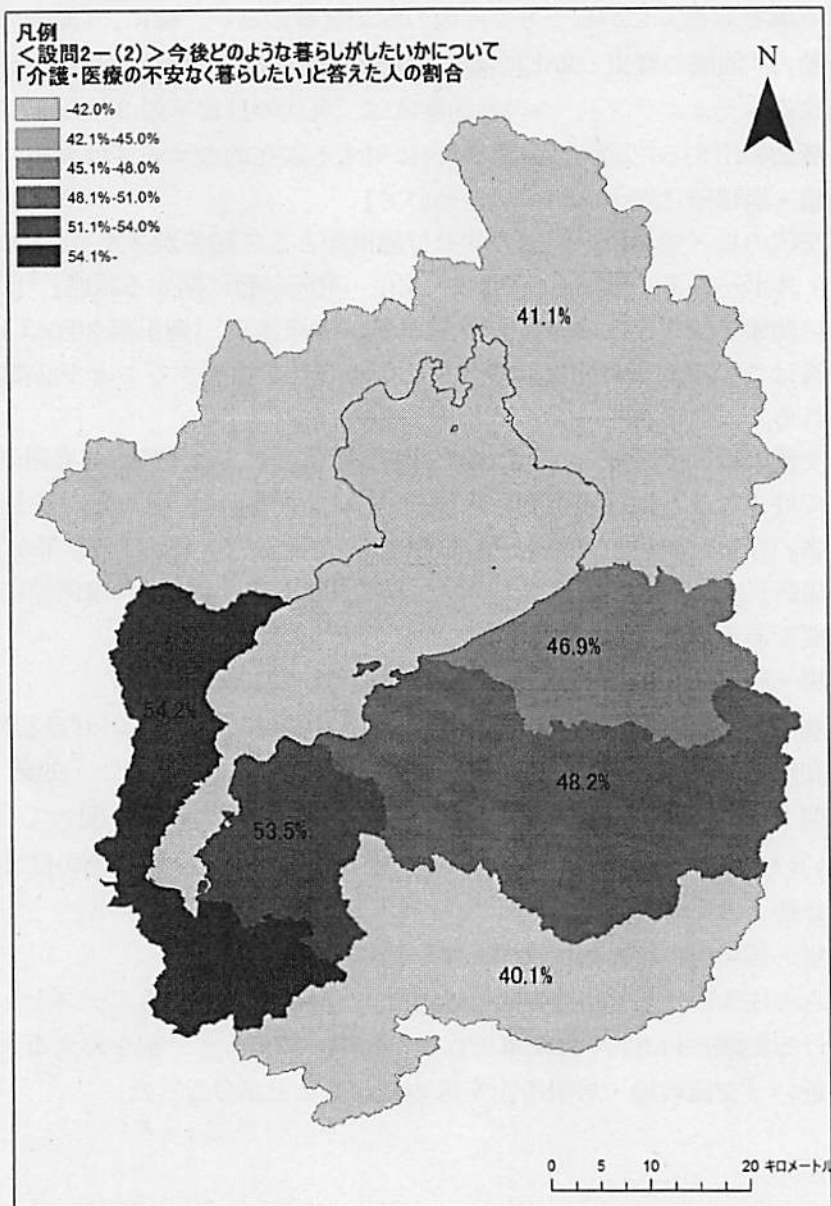 凡例
＜設問2－(2)＞今後どのような暮らしがしたいかについて
「介護・医療の不安なく暮らしたい」と答えた人の割合
-42.0%
42.1%-45.0%
45.1%-48.0%
48.1%-51.0%
51.1%-54.0%
54.1%-
N
41.1%
46.9%
54.2%
48.2%
53.5%
40.1%
0 5 10 20 キロメートル